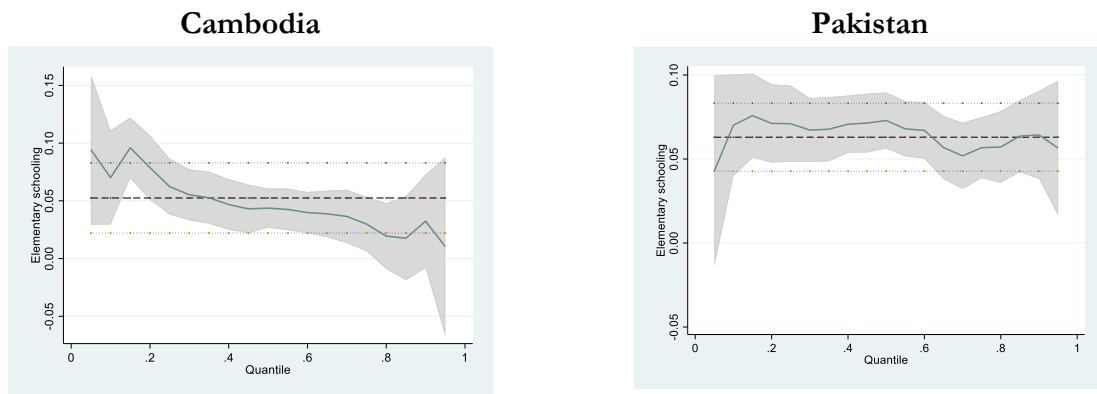 Cambodia
Elementary schooling
0.15
0.10
0.05
0.00
-0.05
0 .2 .4 .6 .8 1
Quantile
Pakistan
Elementary schooling
0.10
0.05
0.00
-0.05
0 .2 .4 .6 .8 1
Quantile